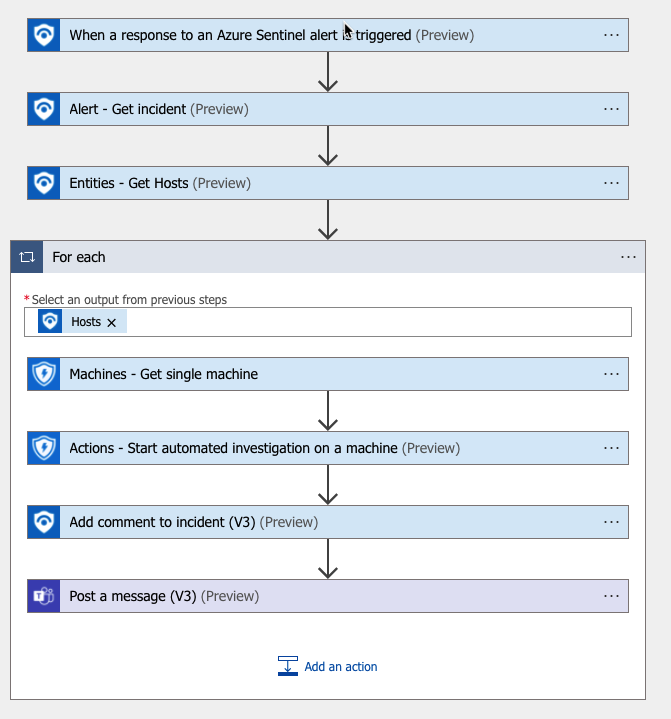 When a response to an Azure Sentinel alert is triggered (Preview) ...
Alert - Get incident (Preview) ...
Entities - Get Hosts (Preview) ...
For each ...
*Select an output from previous steps
Hosts ×
Machines - Get single machine ...
Actions - Start automated investigation on a machine (Preview) ...
Add comment to incident (V3) (Preview) ...
Post a message (V3) (Preview) ...
Add an action